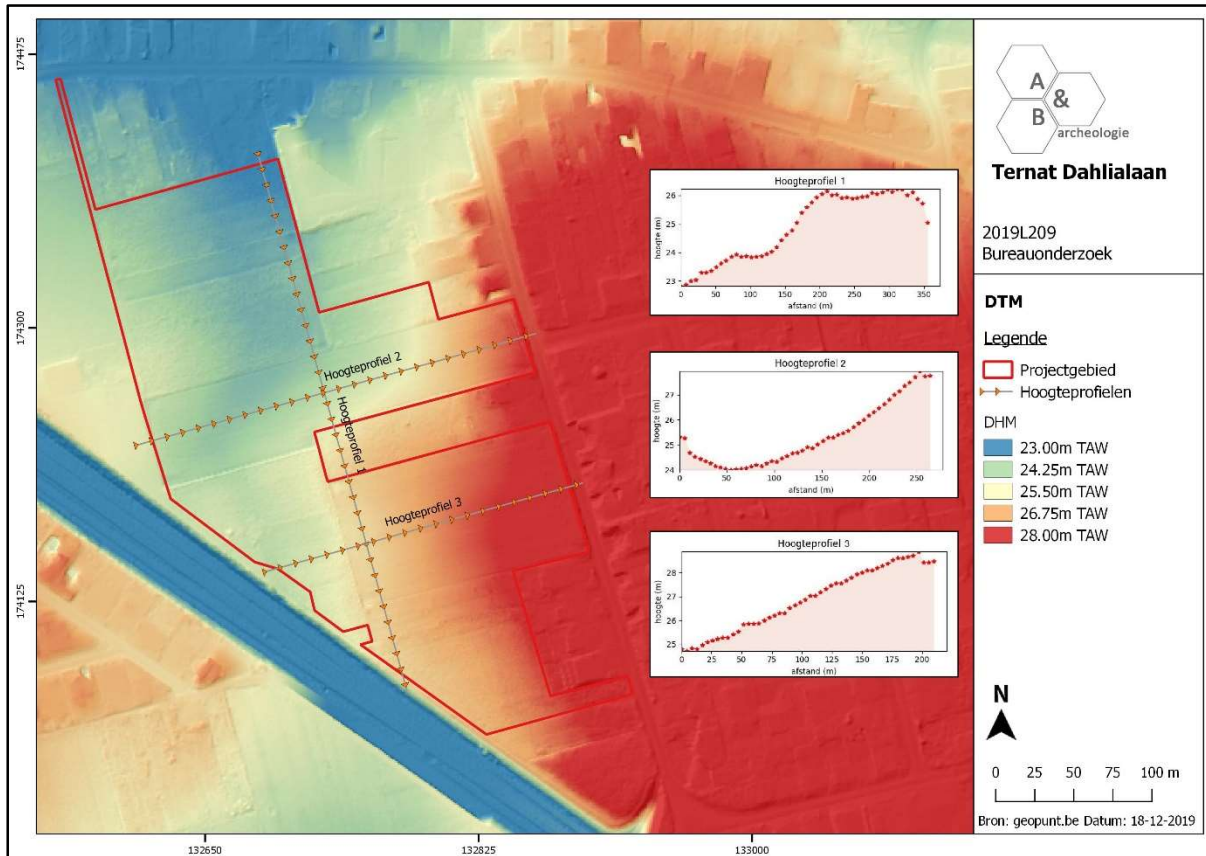 174475
174300
174125
132650
132825
133000
Hoogteprofiel 2
Hoogteprofiel 1
Hoogteprofiel 3
Hoogteprofiel 1
hoogte (m)
26
25
24
23
0 50 100 150 200 250 300 350
afstand (m)
Hoogteprofiel 2
hoogte (m)
27
26
25
24
0 50 100 150 200 250
afstand (m)
Hoogteprofiel 3
hoogte (m)
28
27
26
25
0 25 50 75 100 125 150 175 200
afstand (m)
A
&
B
archeologie
Ternat Dahlialaan
2019L209
Bureauonderzoek
DTM
Legende
Projectgebied
Hoogteprofielen
DHM
23.00m TAW
24.25m TAW
25.50m TAW
26.75m TAW
28.00m TAW
N
0 25 50 75 100 m
Bron: geopunt.be Datum: 18-12-2019